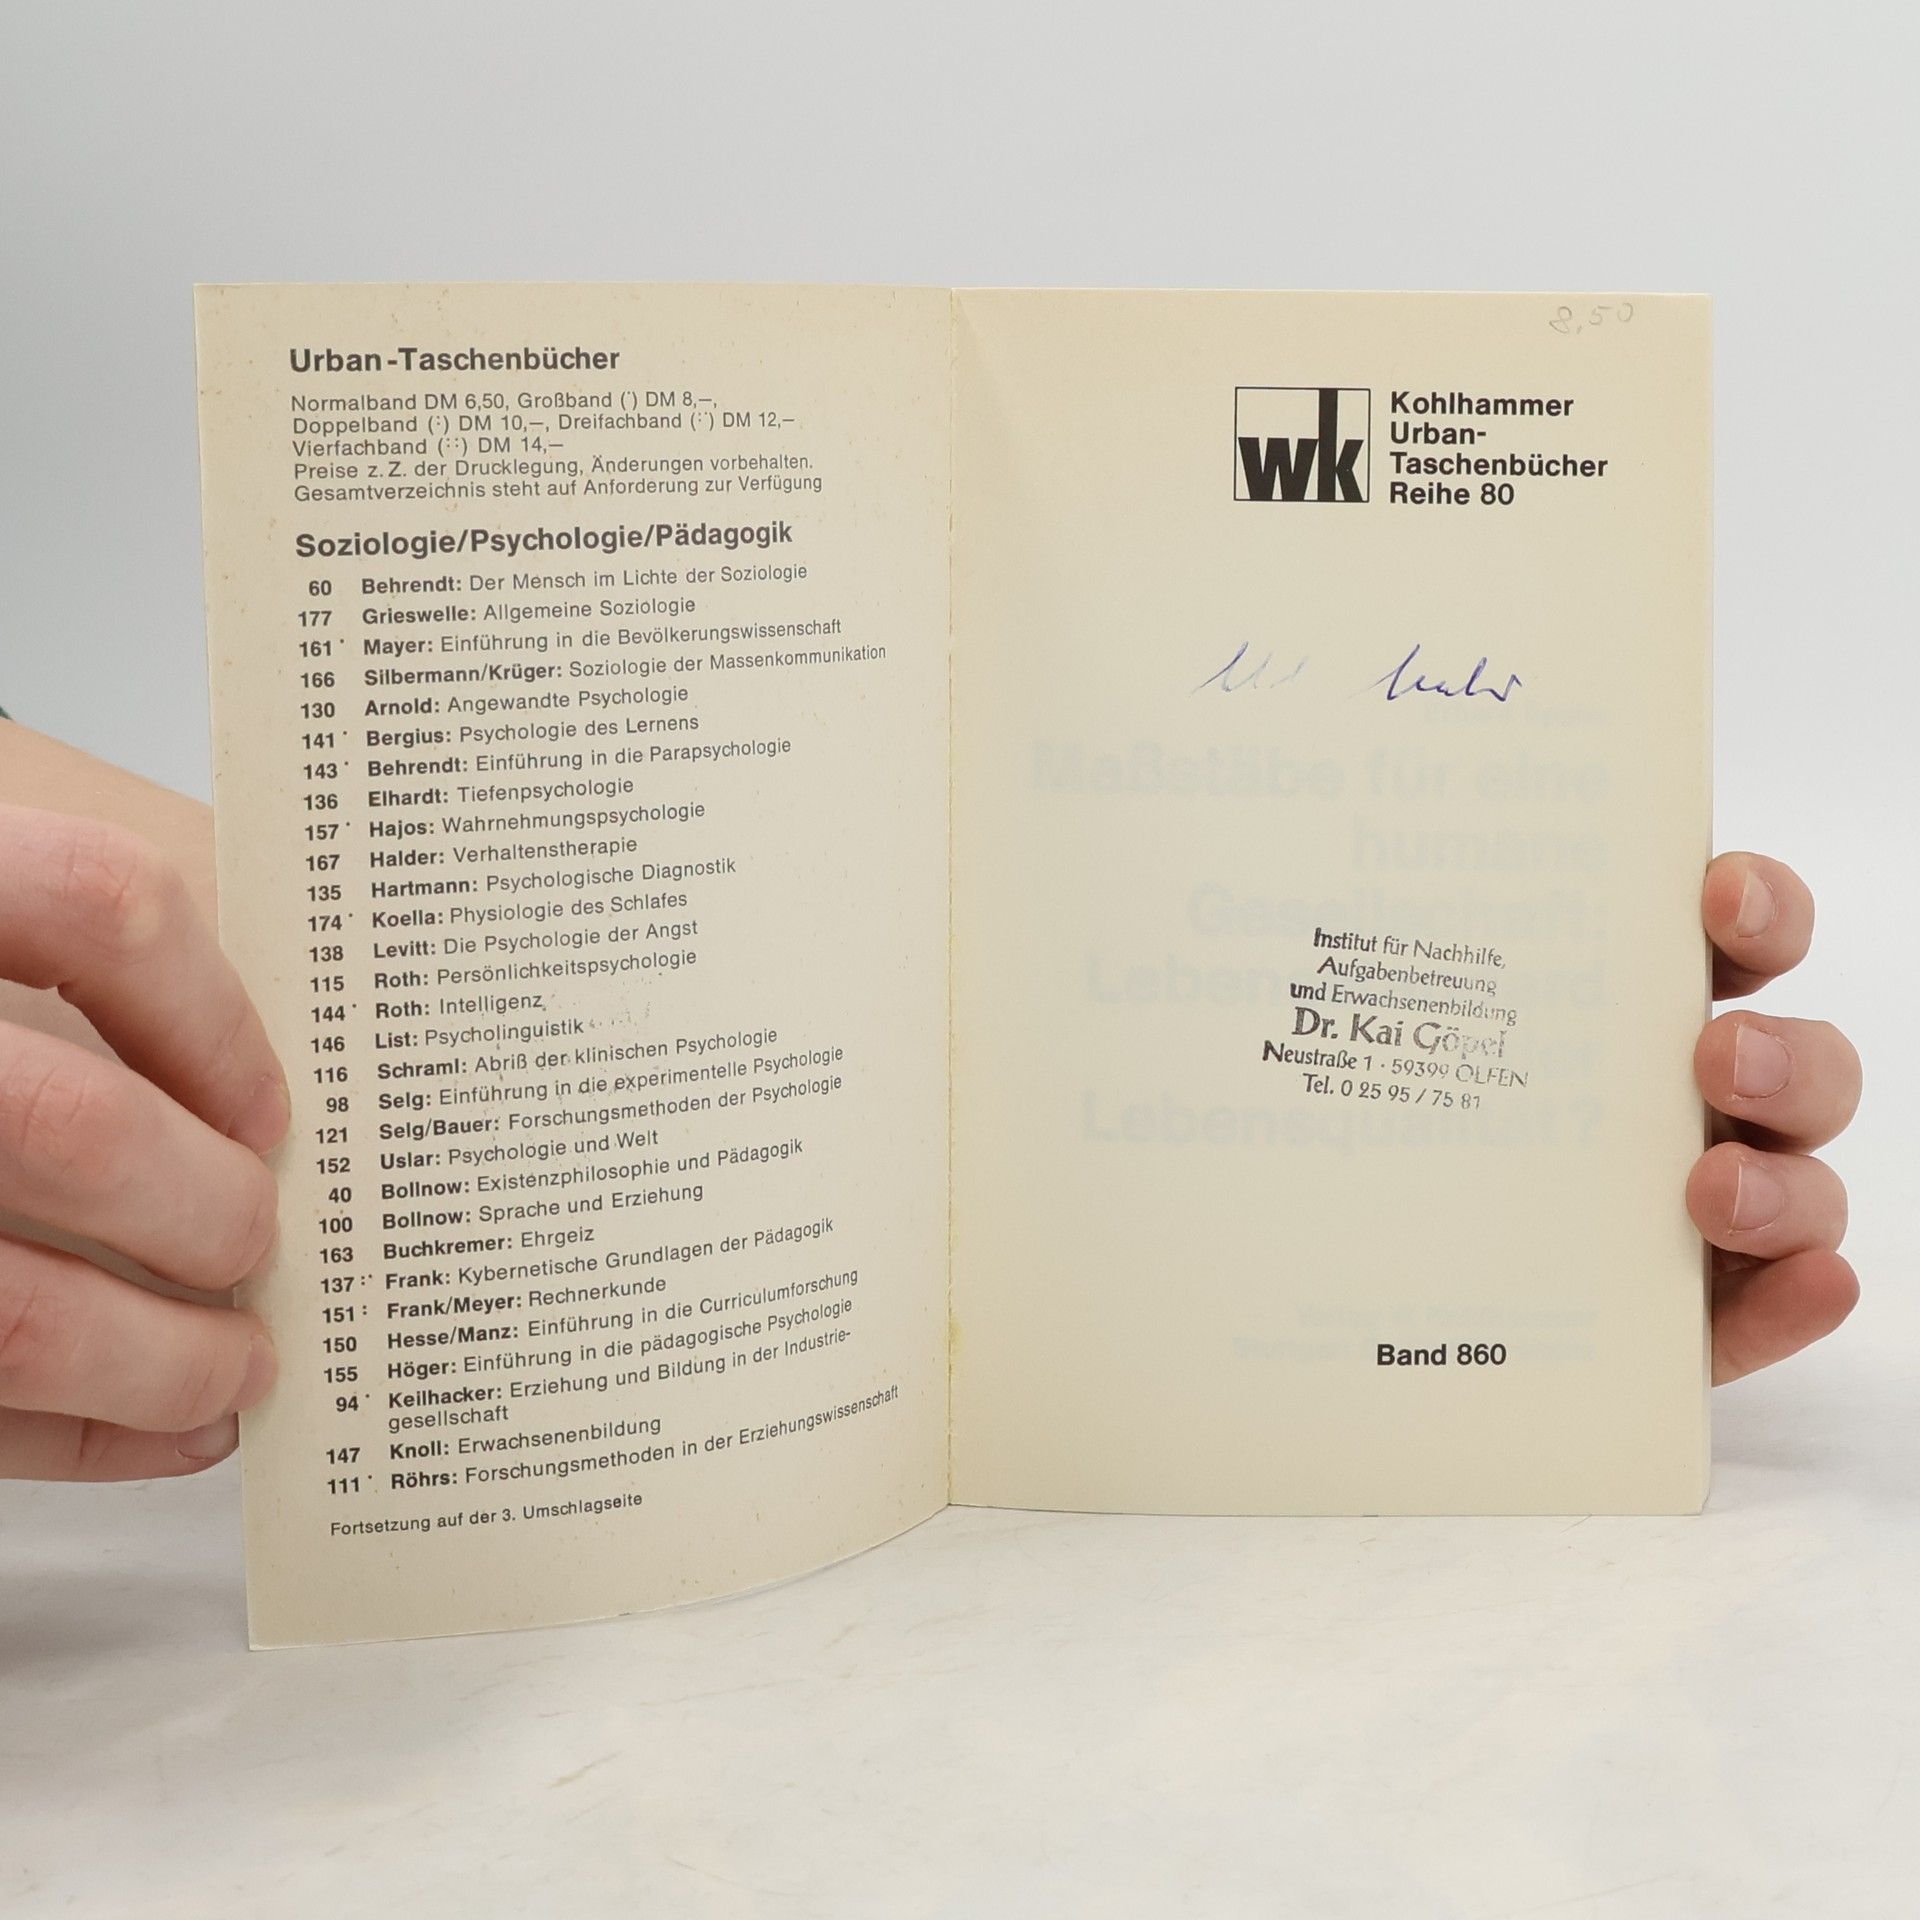 Urban-Taschenbücher
Normalband DM 6,50, Großband (˙) DM 8,—,
Doppelband (:) DM 10,—, Dreifachband (:˙) DM 12,—
Vierfachband (::) DM 14,—
Preise z. Z. der Drucklegung, Änderungen vorbehalten.
Gesamtverzeichnis steht auf Anforderung zur Verfügung
Soziologie/Psychologie/Pädagogik
60 Behrendt: Der Mensch im Lichte der Soziologie
177 Grieswelle: Allgemeine Soziologie
161˙ Mayer: Einführung in die Bevölkerungswissenschaft
166 Silbermann/Krüger: Soziologie der Massenkommunikation
130 Arnold: Angewandte Psychologie
141˙ Bergius: Psychologie des Lernens
143˙ Behrendt: Einführung in die Parapsychologie
136 Elhardt: Tiefenpsychologie
157˙ Hajos: Wahrnehmungspsychologie
167 Halder: Verhaltenstherapie
135 Hartmann: Psychologische Diagnostik
174˙ Koella: Physiologie des Schlafes
138 Levitt: Die Psychologie der Angst
115 Roth: Persönlichkeitspsychologie
144˙ Roth: Intelligenz
146 List: Psycholinguistik
116 Schraml: Abriß der klinischen Psychologie
98 Selg: Einführung in die experimentelle Psychologie
121 Selg/Bauer: Forschungsmethoden der Psychologie
152 Uslar: Psychologie und Welt
40 Bollnow: Existenzphilosophie und Pädagogik
100 Bollnow: Sprache und Erziehung
163 Buchkremer: Ehrgeiz
137:˙ Frank: Kybernetische Grundlagen der Pädagogik
151: Frank/Meyer: Rechnerkunde
150 Hesse/Manz: Einführung in die Curriculumforschung
155 Höger: Einführung in die pädagogische Psychologie
94˙ Keilhacker: Erziehung und Bildung in der Industrie-
gesellschaft
147 Knoll: Erwachsenenbildung
111˙ Röhrs: Forschungsmethoden in der Erziehungswissenschaft
Fortsetzung auf der 3. Umschlagseite
8,50
wk
Kohlhammer
Urban-
Taschenbücher
Reihe 80
Institut für Nachhilfe,
Aufgabenbetreuung
und Erwachsenenbildung
Dr. Kai Göpel
Neustraße 1 · 59399 OLFEN
Tel. 0 25 95 / 75 81
Band 860